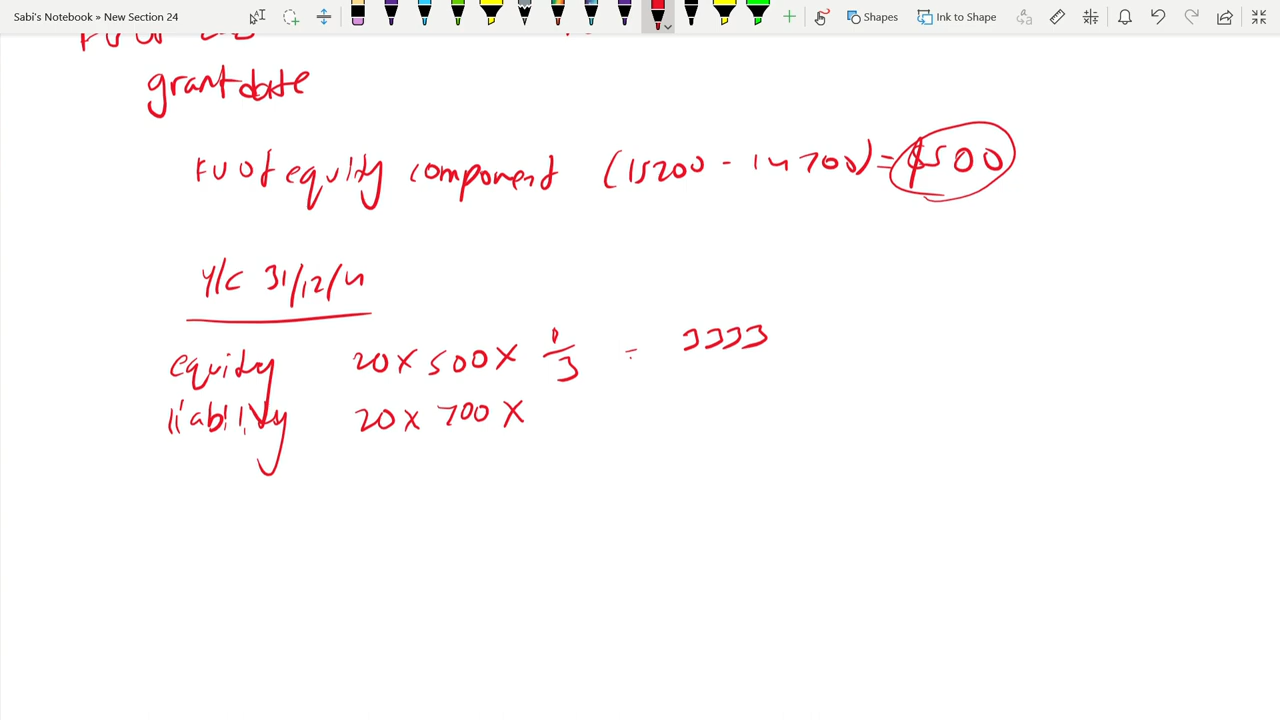 Sabi's Notebook » New Section 24
Shapes
Ink to Shape
grant date
FV of equity component (15200 - 14700) = $500
Y/C 31/12/4
equity 20 X 500 X 1/3 = 3333
liability 20 X 700 X